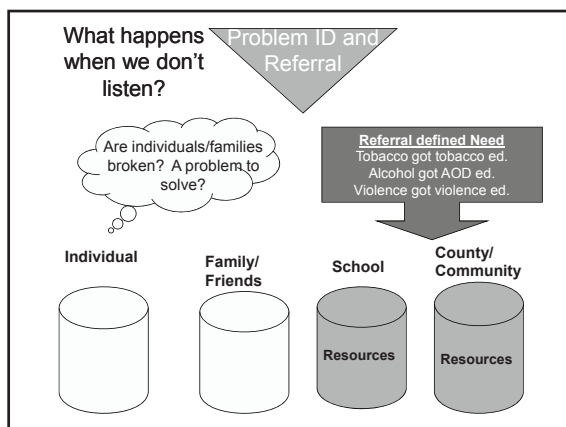 What happens
when we don't
listen?
Problem ID and
Referral
Are individuals/families
broken?  A problem to
solve?
Referral defined Need
Tobacco got tobacco ed.
Alcohol got AOD ed.
Violence got violence ed.
Individual
Family/
Friends
School
County/
Community
Resources
Resources